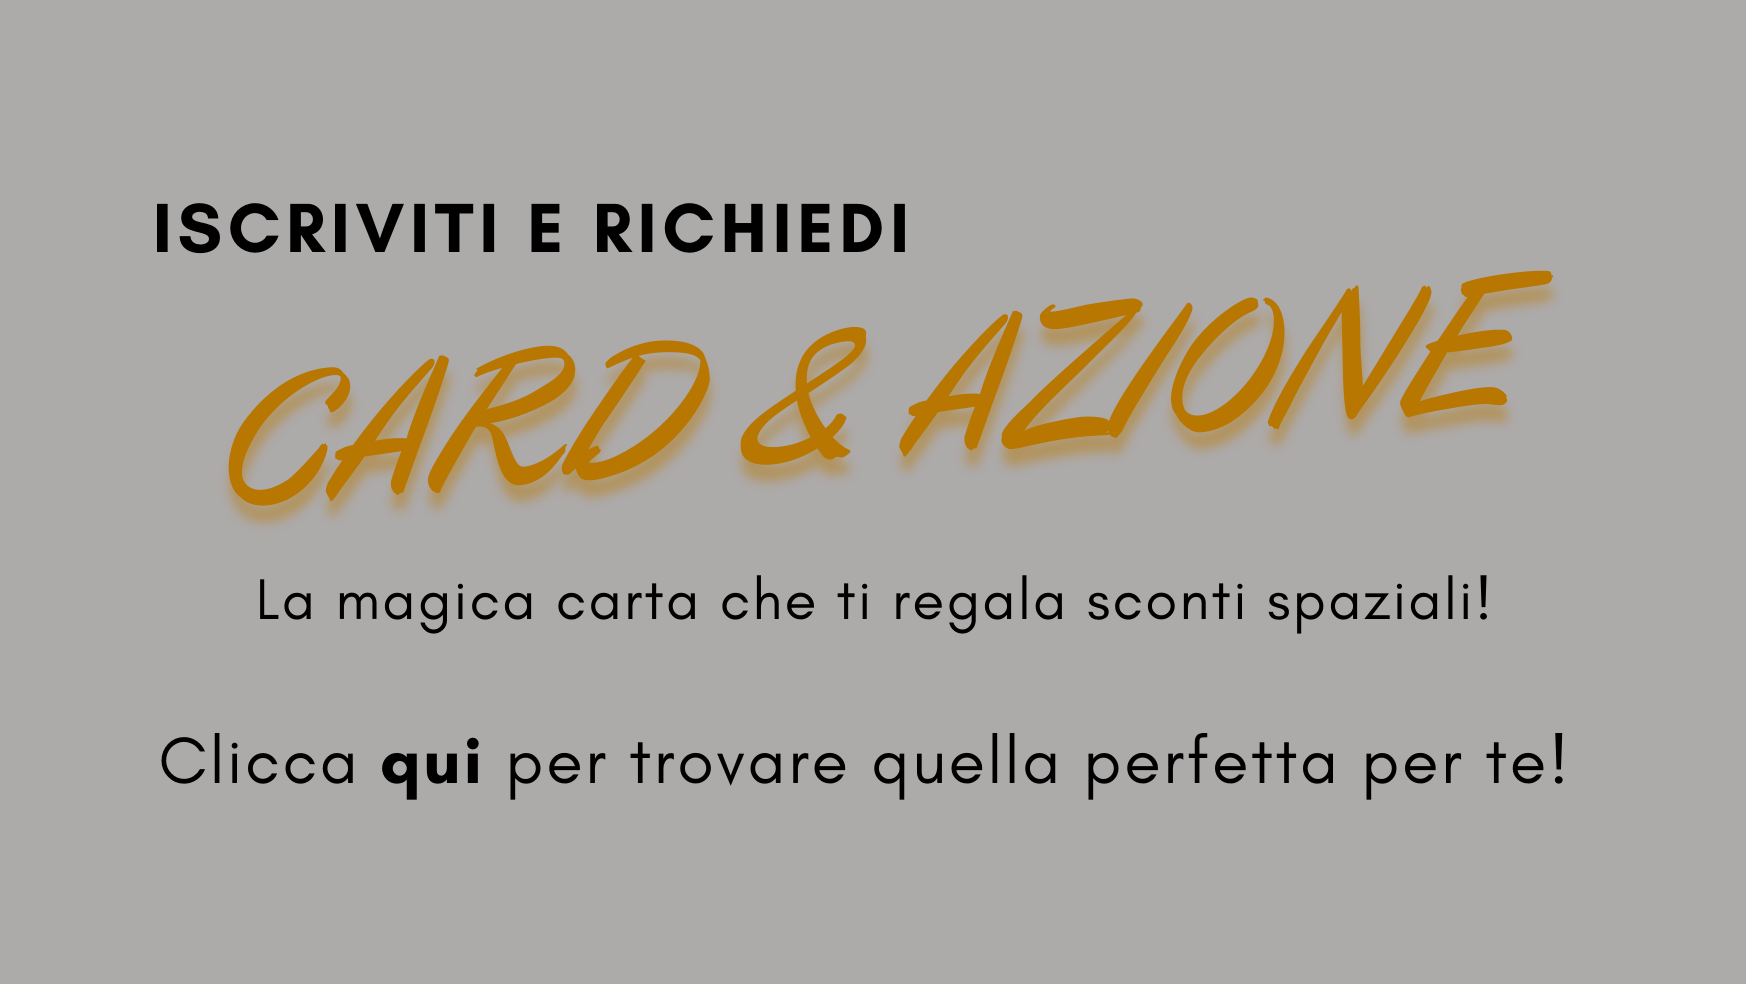 ISCRIVITI E RICHIEDI
CARD & AZIONE
La magica carta che ti regala sconti spaziali!
Clicca qui per trovare quella perfetta per te!